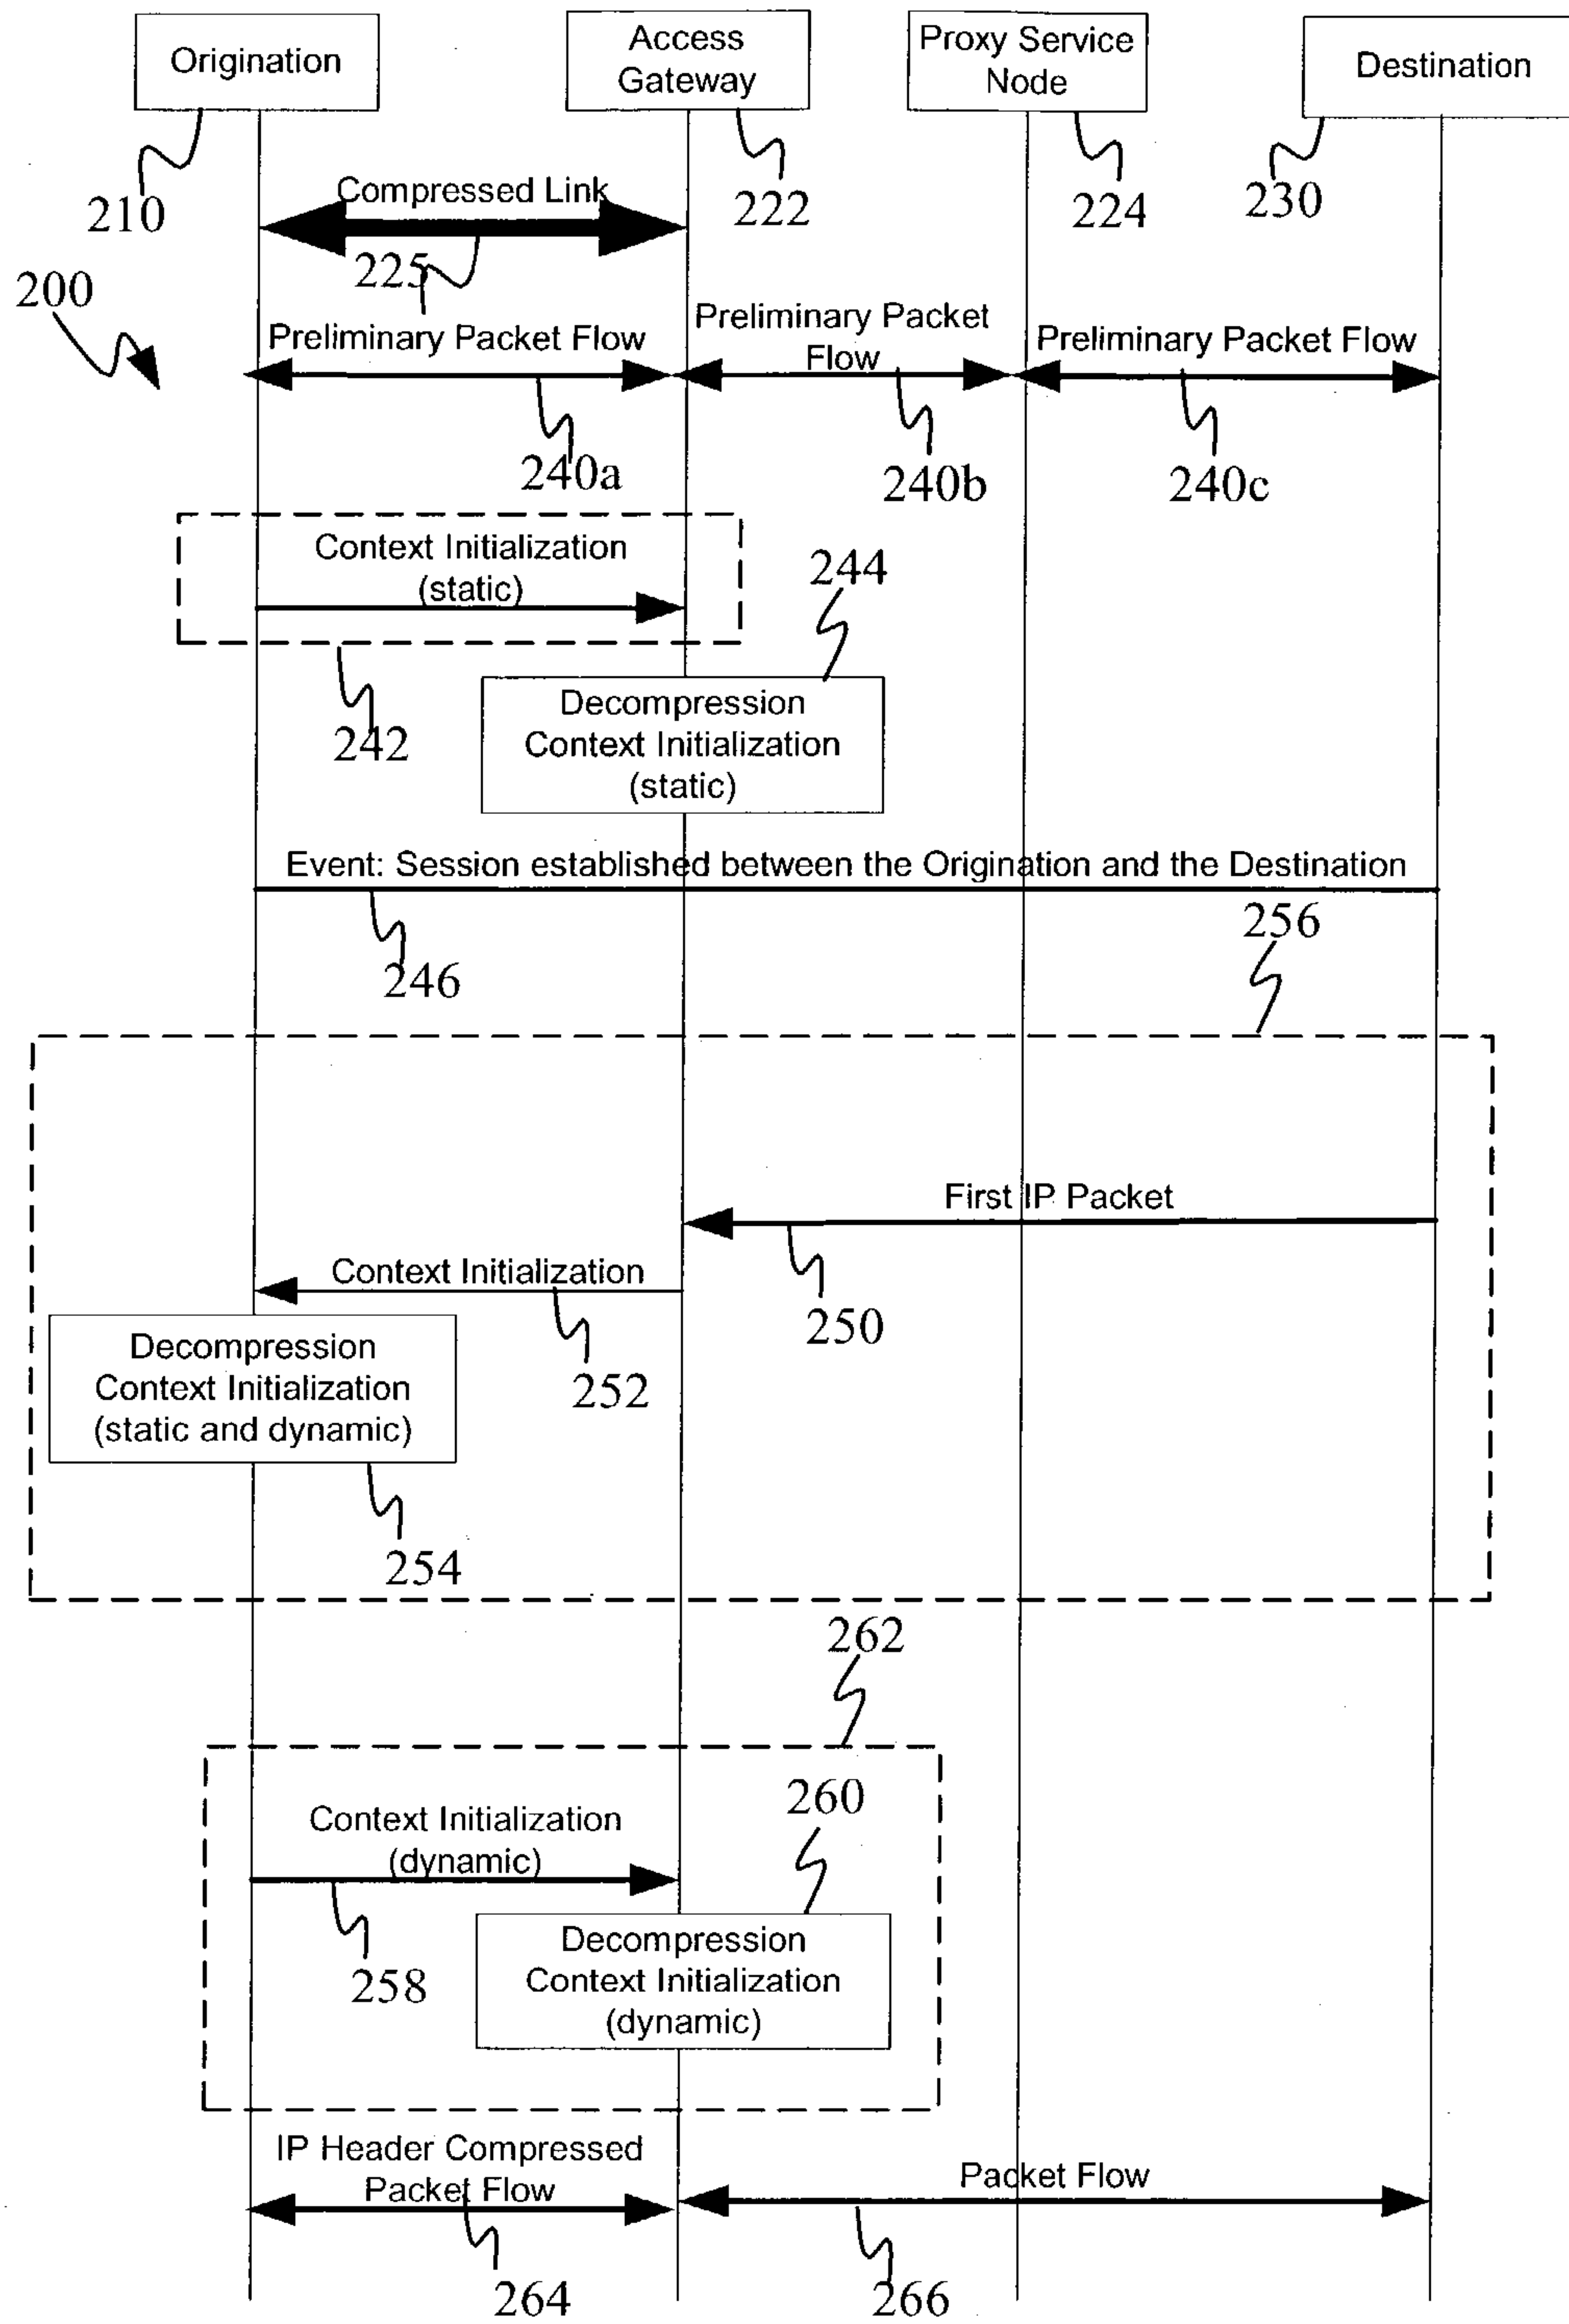 Origination
Access
Gateway
Proxy Service
Node
Destination
210
222
224
230
Compressed Link
225
200
Preliminary Packet Flow
Preliminary Packet
Flow
Preliminary Packet Flow
240a
240b
240c
Context Initialization
(static)
244
242
Decompression
Context Initialization
(static)
Event: Session established between the Origination and the Destination
246
256
First IP Packet
250
Context Initialization
252
Decompression
Context Initialization
(static and dynamic)
254
262
260
Context Initialization
(dynamic)
258
Decompression
Context Initialization
(dynamic)
IP Header Compressed
Packet Flow
Packet Flow
264
266